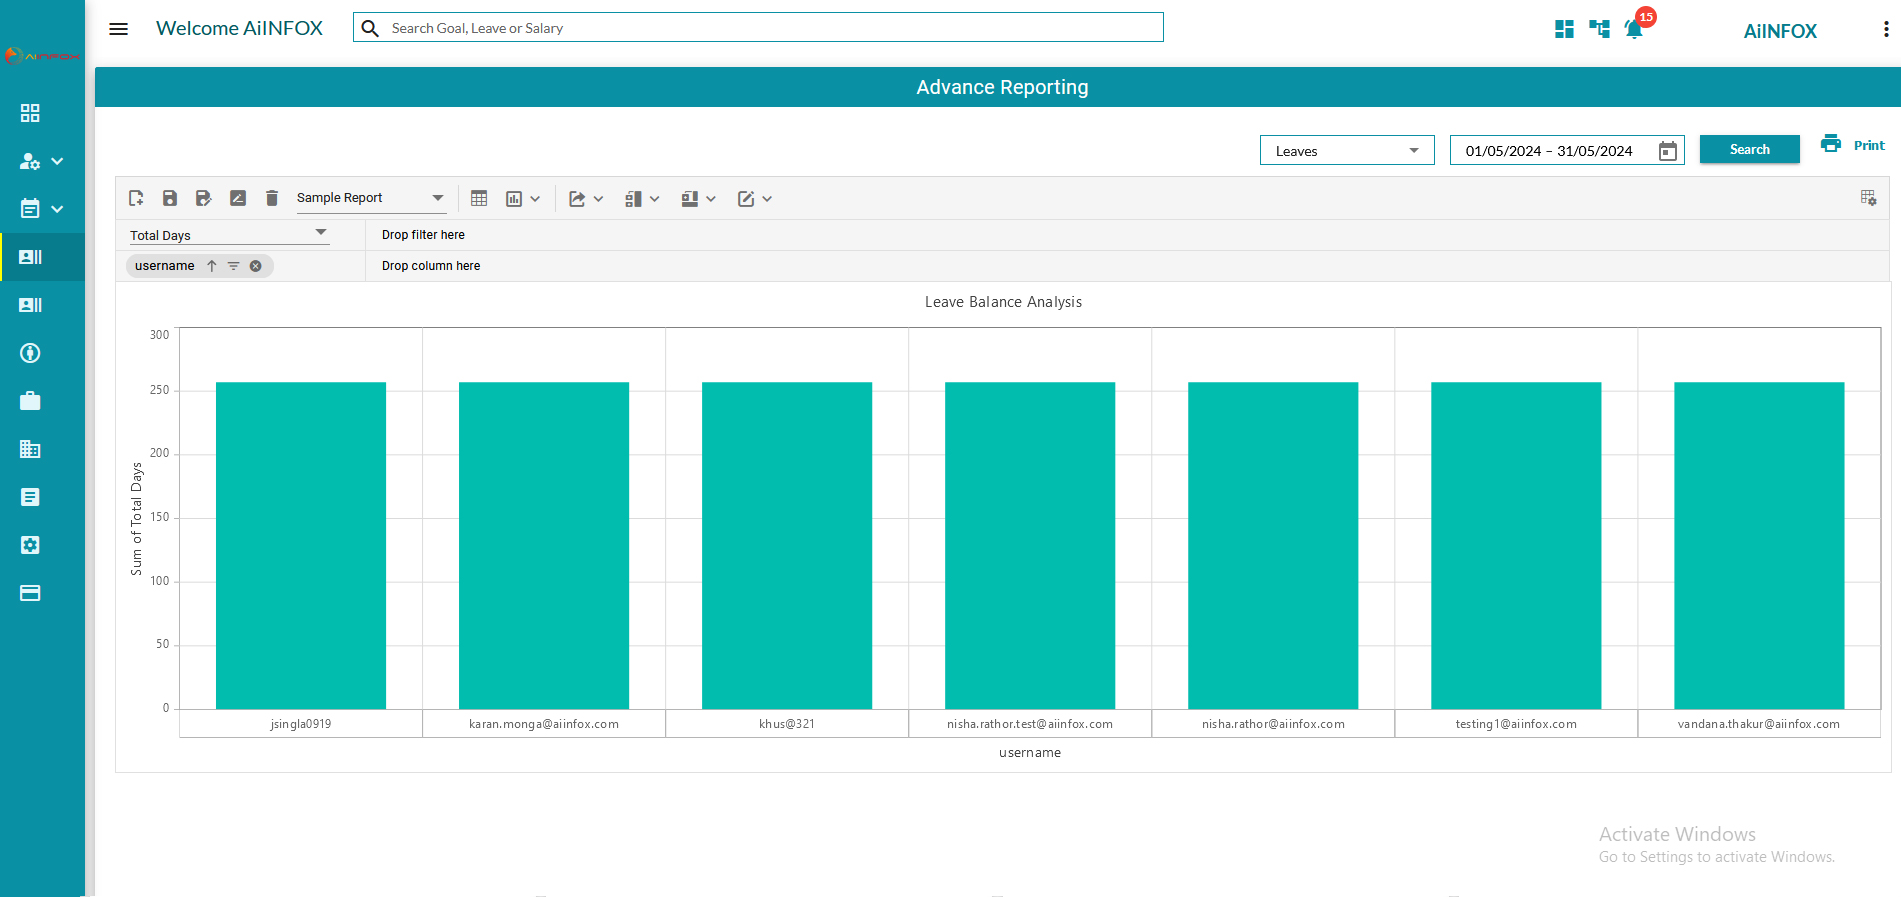 Welcome AiINFOX
Search Goal, Leave or Salary
15
AiINFOX
AiINFOX
Advance Reporting
Leaves
01/05/2024 – 31/05/2024
Search
Print
Sample Report
Total Days
Drop filter here
username
Drop column here
Leave Balance Analysis
300
250
200
150
100
50
0
Sum of Total Days
jsingla0919
karan.monga@aiinfox.com
khus@321
nisha.rathor.test@aiinfox.com
nisha.rathor@aiinfox.com
testing1@aiinfox.com
vandana.thakur@aiinfox.com
username
Activate Windows
Go to Settings to activate Windows.